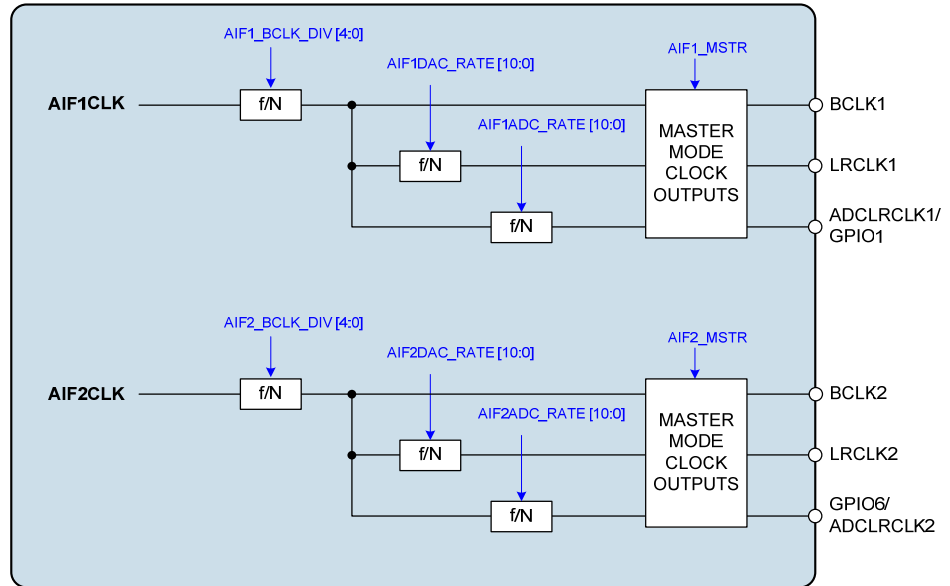 AIF1_BCLK_DIV [4:0]
AIF1DAC_RATE [10:0]
AIF1_MSTR
AIF1CLK
f/N
BCLK1
AIF1ADC_RATE [10:0]
MASTER
MODE
CLOCK
OUTPUTS
f/N
LRCLK1
f/N
ADCLRCLK1/
GPIO1
AIF2_BCLK_DIV [4:0]
AIF2DAC_RATE [10:0]
AIF2_MSTR
AIF2CLK
f/N
BCLK2
AIF2ADC_RATE [10:0]
MASTER
MODE
CLOCK
OUTPUTS
f/N
LRCLK2
f/N
GPIO6/
ADCLRCLK2